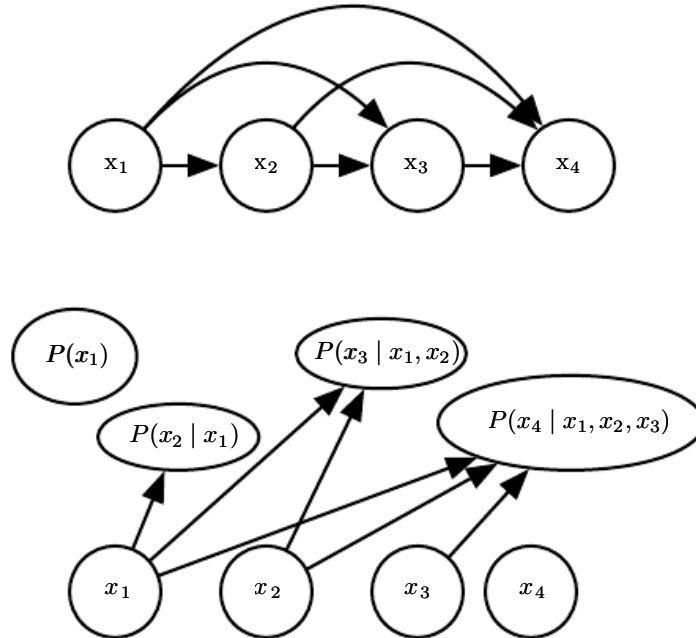 x₁ x₂ x₃ x₄
P(x₁)
P(x₃ | x₁, x₂)
P(x₂ | x₁)
P(x₄ | x₁, x₂, x₃)
x₁ x₂ x₃ x₄